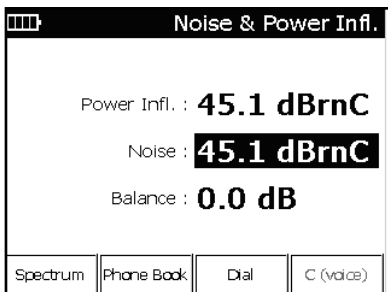 Noise & Power Infl.
Power Infl. : 45.1 dBrnC
Noise : 45.1 dBrnC
Balance : 0.0 dB
Spectrum Phone Book Dial C (voice)